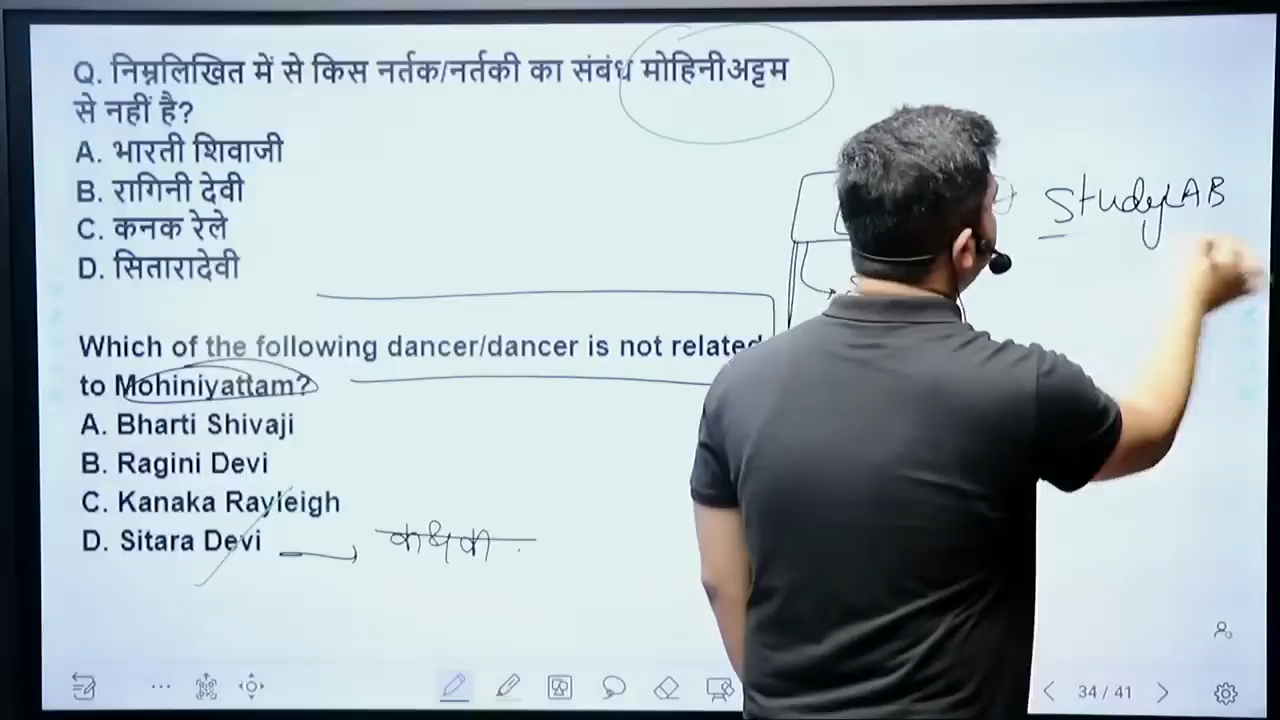 Q. निम्नलिखित में से किस नर्तक/नर्तकी का संबंध मोहिनीअट्टम
से नहीं है?
A. भारती शिवाजी
B. रागिनी देवी
C. कनक रेले
D. सितारादेवी
StudyLAB
Which of the following dancer/dancer is not related
to Mohiniyattam?
A. Bharti Shivaji
B. Ragini Devi
C. Kanaka Rayleigh
D. Sitara Devi
कथक
34 / 41